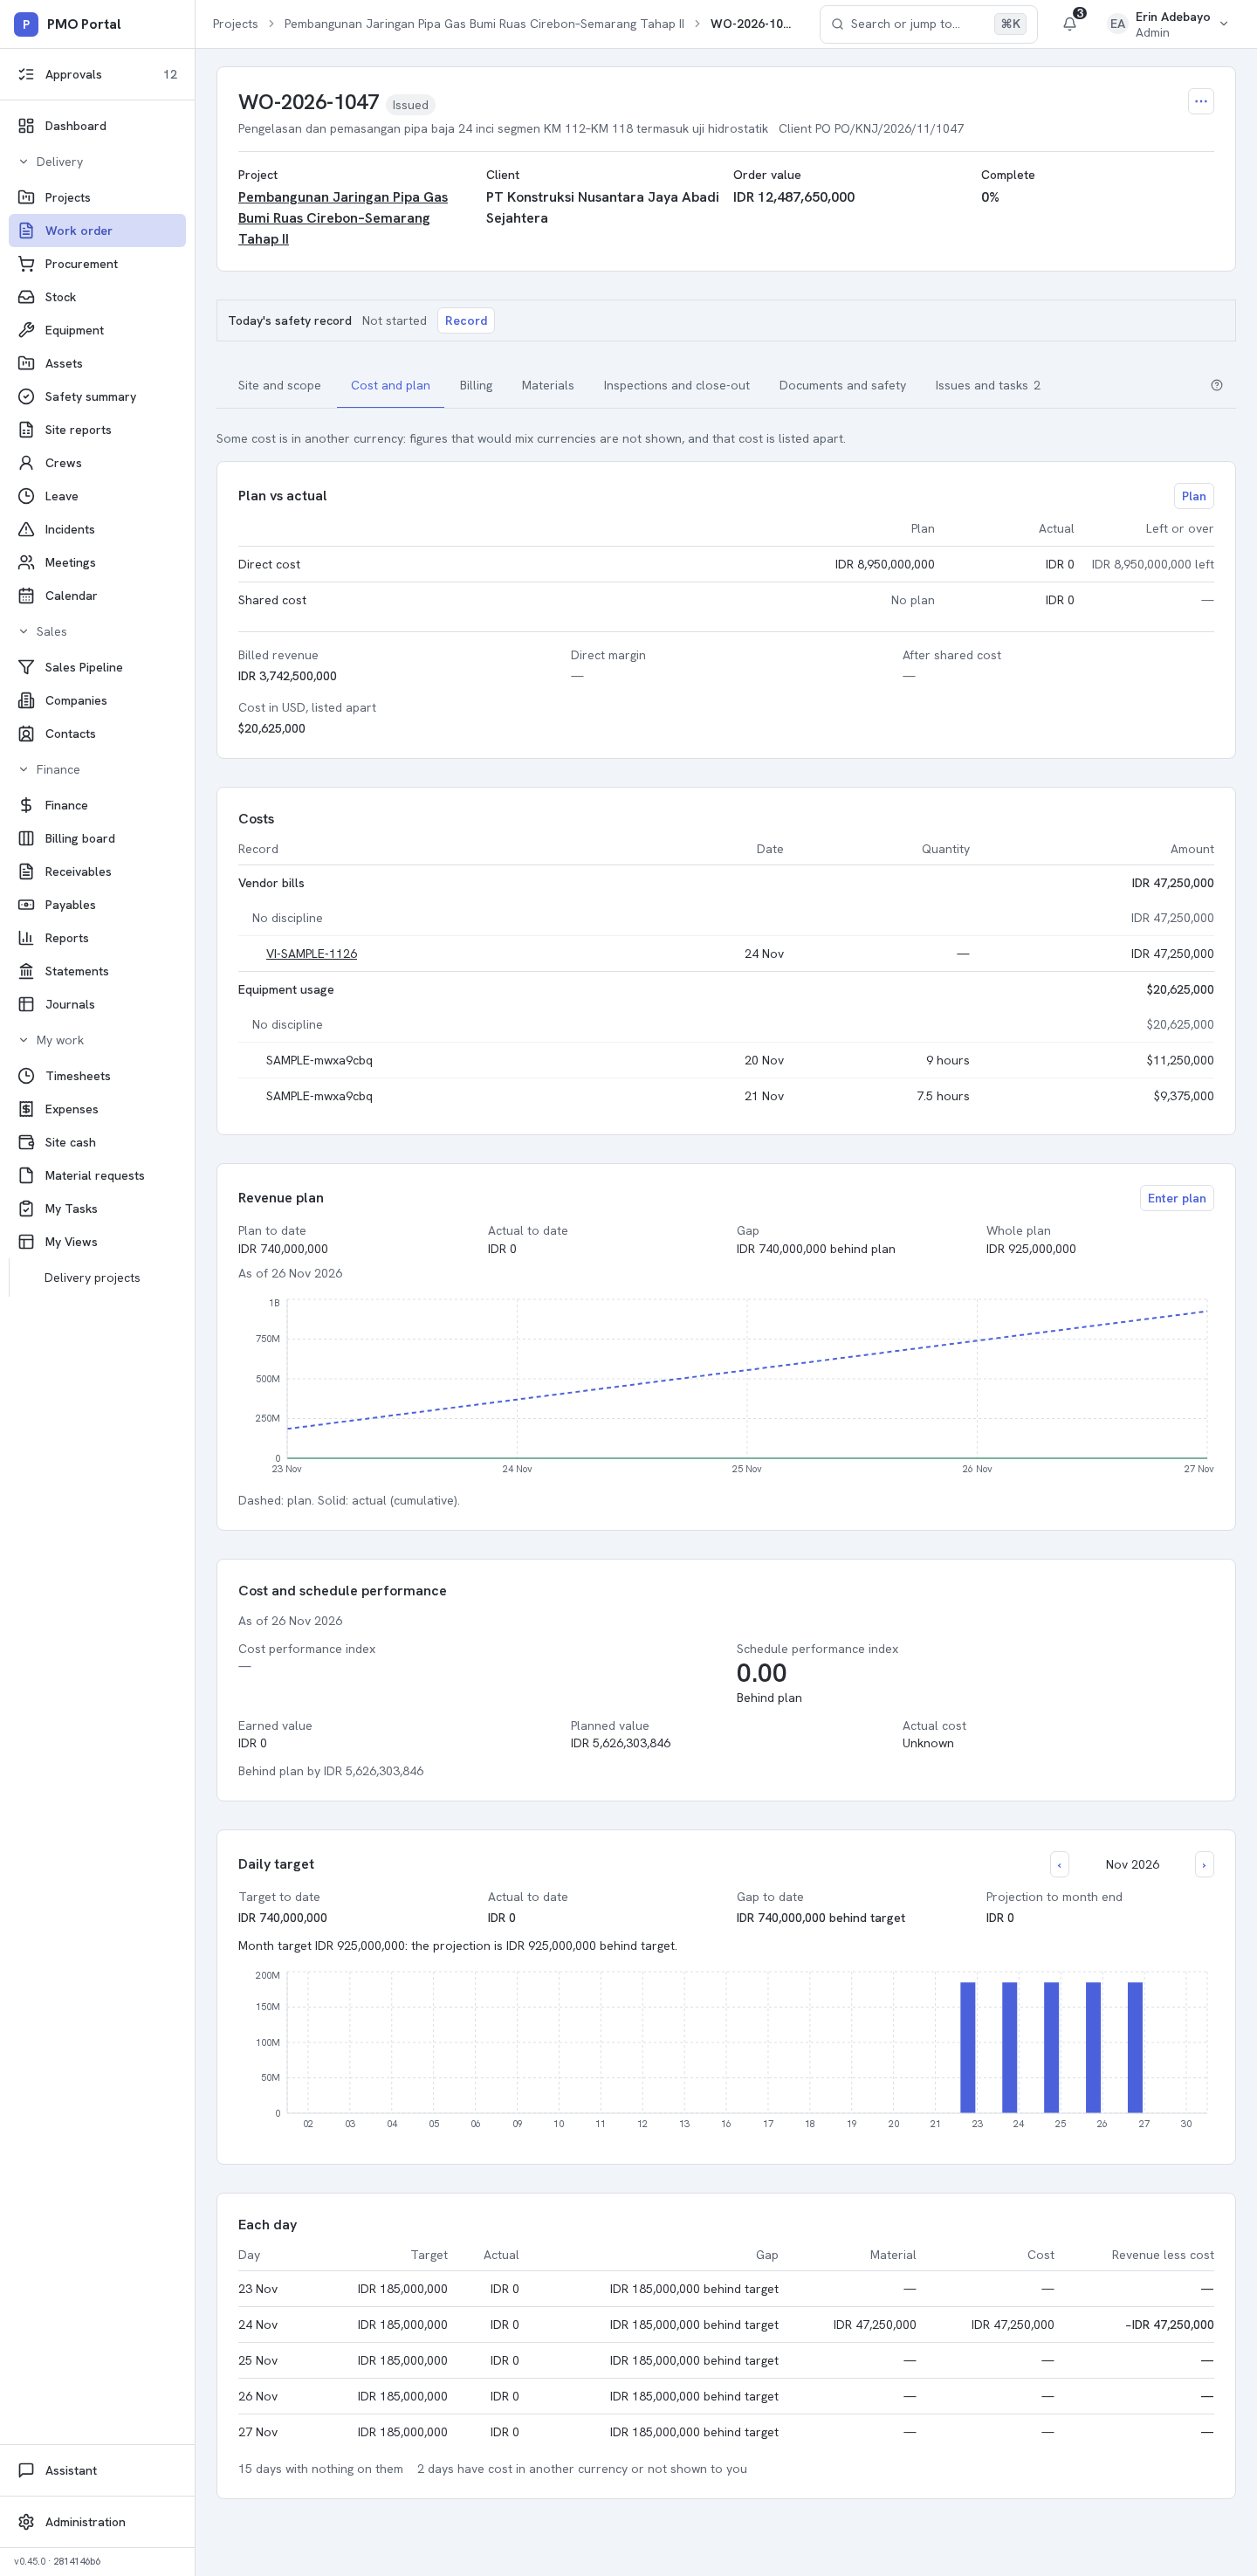 P PMO Portal
Projects > Pembangunan Jaringan Pipa Gas Bumi Ruas Cirebon–Semarang Tahap II > WO-2026-10...
Search or jump to... ⌘K
3
EA Erin Adebayo
Admin
Approvals 12
Dashboard
Delivery
Projects
Work order
Procurement
Stock
Equipment
Assets
Safety summary
Site reports
Crews
Leave
Incidents
Meetings
Calendar
Sales
Sales Pipeline
Companies
Contacts
Finance
Finance
Billing board
Receivables
Payables
Reports
Statements
Journals
My work
Timesheets
Expenses
Site cash
Material requests
My Tasks
My Views
Delivery projects
Assistant
Administration
v0.45.0 · 2814146b6
WO-2026-1047 Issued
Pengelasan dan pemasangan pipa baja 24 inci segmen KM 112–KM 118 termasuk uji hidrostatik Client PO PO/KNJ/2026/11/1047
Project Client Order value Complete
Pembangunan Jaringan Pipa Gas PT Konstruksi Nusantara Jaya Abadi IDR 12,487,650,000 0%
Bumi Ruas Cirebon–Semarang Sejahtera
Tahap II
Today's safety record Not started Record
Site and scope Cost and plan Billing Materials Inspections and close-out Documents and safety Issues and tasks 2
Some cost is in another currency: figures that would mix currencies are not shown, and that cost is listed apart.
Plan vs actual Plan
Plan Actual Left or over
Direct cost IDR 8,950,000,000 IDR 0 IDR 8,950,000,000 left
Shared cost No plan IDR 0 —
Billed revenue Direct margin After shared cost
IDR 3,742,500,000 — —
Cost in USD, listed apart
$20,625,000
Costs
Record Date Quantity Amount
Vendor bills IDR 47,250,000
No discipline IDR 47,250,000
VI-SAMPLE-1126 24 Nov — IDR 47,250,000
Equipment usage $20,625,000
No discipline $20,625,000
SAMPLE-mwxa9cbq 20 Nov 9 hours $11,250,000
SAMPLE-mwxa9cbq 21 Nov 7.5 hours $9,375,000
Revenue plan Enter plan
Plan to date Actual to date Gap Whole plan
IDR 740,000,000 IDR 0 IDR 740,000,000 behind plan IDR 925,000,000
As of 26 Nov 2026
1B
750M
500M
250M
0
23 Nov 24 Nov 25 Nov 26 Nov 27 Nov
Dashed: plan. Solid: actual (cumulative).
Cost and schedule performance
As of 26 Nov 2026
Cost performance index Schedule performance index
— 0.00
Behind plan
Earned value Planned value Actual cost
IDR 0 IDR 5,626,303,846 Unknown
Behind plan by IDR 5,626,303,846
Daily target ‹ Nov 2026 ›
Target to date Actual to date Gap to date Projection to month end
IDR 740,000,000 IDR 0 IDR 740,000,000 behind target IDR 0
Month target IDR 925,000,000: the projection is IDR 925,000,000 behind target.
200M
150M
100M
50M
0
02 03 04 05 06 09 10 11 12 13 16 17 18 19 20 21 23 24 25 26 27 30
Each day
Day Target Actual Gap Material Cost Revenue less cost
23 Nov IDR 185,000,000 IDR 0 IDR 185,000,000 behind target — — —
24 Nov IDR 185,000,000 IDR 0 IDR 185,000,000 behind target IDR 47,250,000 IDR 47,250,000 −IDR 47,250,000
25 Nov IDR 185,000,000 IDR 0 IDR 185,000,000 behind target — — —
26 Nov IDR 185,000,000 IDR 0 IDR 185,000,000 behind target — — —
27 Nov IDR 185,000,000 IDR 0 IDR 185,000,000 behind target — — —
15 days with nothing on them 2 days have cost in another currency or not shown to you